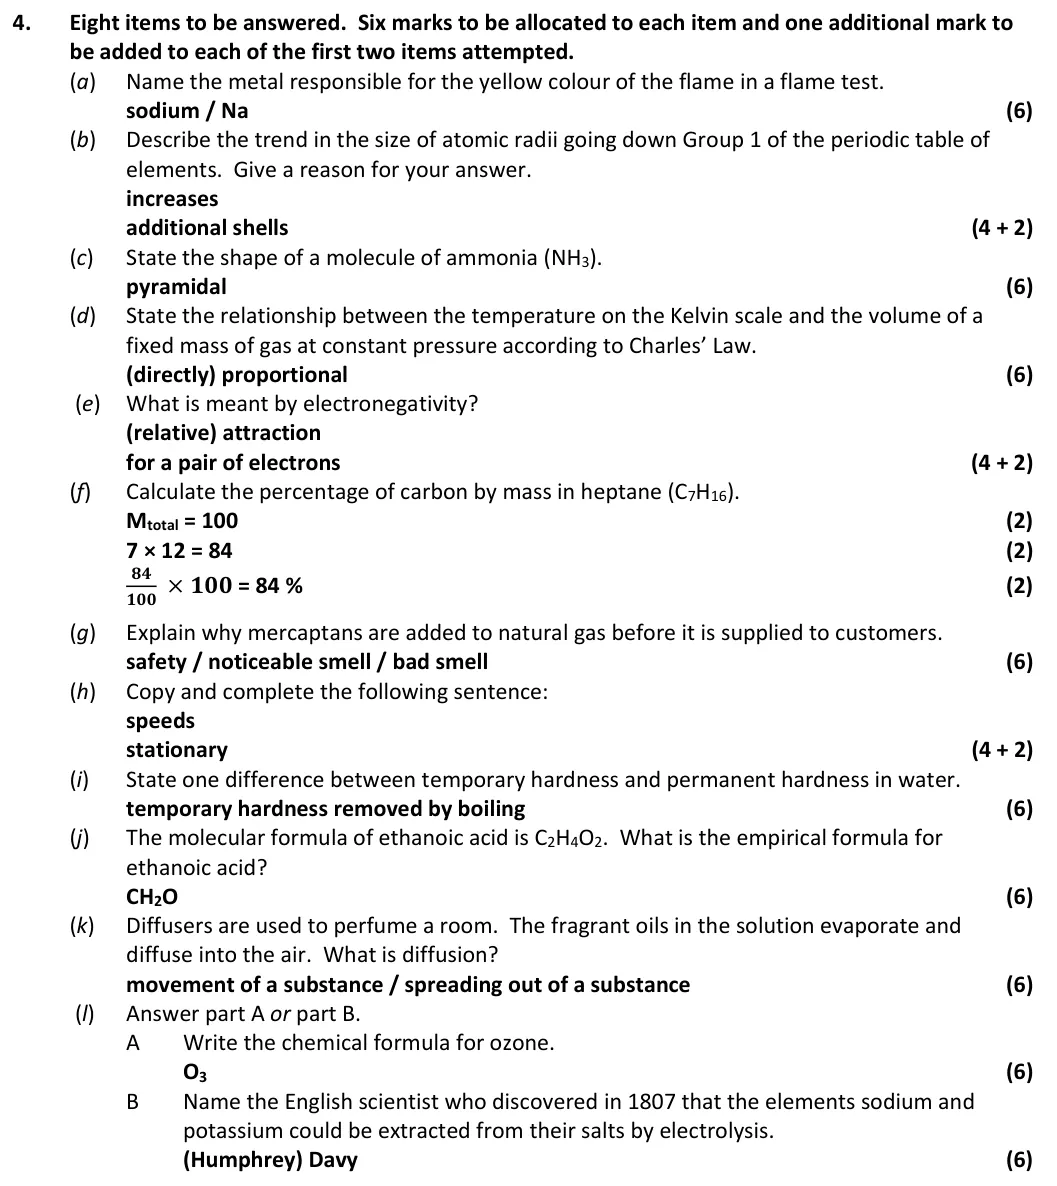 4. Eight items to be answered. Six marks to be allocated to each item and one additional mark to
be added to each of the first two items attempted.
(a) Name the metal responsible for the yellow colour of the flame in a flame test.
sodium / Na (6)
(b) Describe the trend in the size of atomic radii going down Group 1 of the periodic table of
elements. Give a reason for your answer.
increases
additional shells (4 + 2)
(c) State the shape of a molecule of ammonia (NH₃).
pyramidal (6)
(d) State the relationship between the temperature on the Kelvin scale and the volume of a
fixed mass of gas at constant pressure according to Charles’ Law.
(directly) proportional (6)
(e) What is meant by electronegativity?
(relative) attraction
for a pair of electrons (4 + 2)
(f) Calculate the percentage of carbon by mass in heptane (C₇H₁₆).
Mtotal = 100 (2)
7 × 12 = 84 (2)
84/100 × 100 = 84 % (2)
(g) Explain why mercaptans are added to natural gas before it is supplied to customers.
safety / noticeable smell / bad smell (6)
(h) Copy and complete the following sentence:
speeds
stationary (4 + 2)
(i) State one difference between temporary hardness and permanent hardness in water.
temporary hardness removed by boiling (6)
(j) The molecular formula of ethanoic acid is C₂H₄O₂. What is the empirical formula for
ethanoic acid?
CH₂O (6)
(k) Diffusers are used to perfume a room. The fragrant oils in the solution evaporate and
diffuse into the air. What is diffusion?
movement of a substance / spreading out of a substance (6)
(l) Answer part A or part B.
A Write the chemical formula for ozone.
O₃ (6)
B Name the English scientist who discovered in 1807 that the elements sodium and
potassium could be extracted from their salts by electrolysis.
(Humphrey) Davy (6)